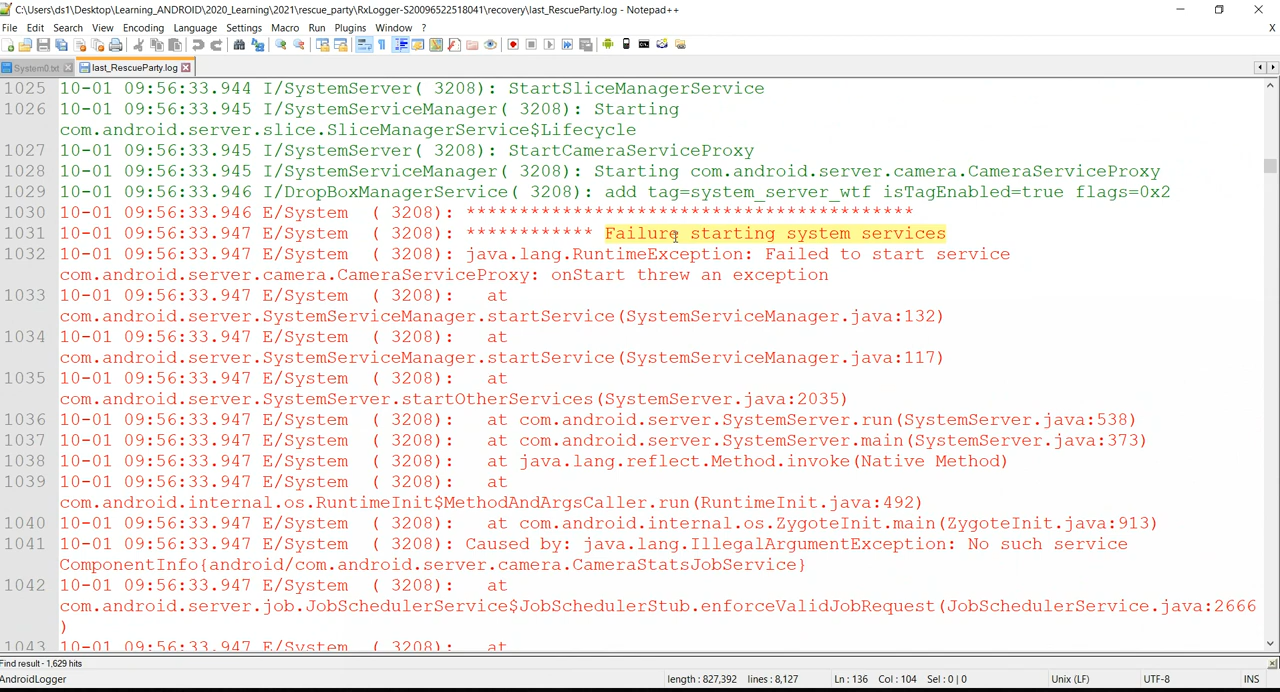 C:\Users\ds1\Desktop\Learning_ANDROID\2020_Learning\2021\rescue_party\RxLogger-S20096522518041\recovery\last_RescueParty.log - Notepad++
File Edit Search View Encoding Language Settings Macro Run Plugins Window ? X
System0.txt last_RescueParty.log
1025 10-01 09:56:33.944 I/SystemServer( 3208): StartSliceManagerService
1026 10-01 09:56:33.945 I/SystemServiceManager( 3208): Starting
com.android.server.slice.SliceManagerService$Lifecycle
1027 10-01 09:56:33.945 I/SystemServer( 3208): StartCameraServiceProxy
1028 10-01 09:56:33.945 I/SystemServiceManager( 3208): Starting com.android.server.camera.CameraServiceProxy
1029 10-01 09:56:33.946 I/DropBoxManagerService( 3208): add tag=system_server_wtf isTagEnabled=true flags=0x2
1030 10-01 09:56:33.946 E/System  ( 3208): ******************************************
1031 10-01 09:56:33.947 E/System  ( 3208): ************ Failure starting system services
1032 10-01 09:56:33.947 E/System  ( 3208): java.lang.RuntimeException: Failed to start service
com.android.server.camera.CameraServiceProxy: onStart threw an exception
1033 10-01 09:56:33.947 E/System  ( 3208):   at
com.android.server.SystemServiceManager.startService(SystemServiceManager.java:132)
1034 10-01 09:56:33.947 E/System  ( 3208):   at
com.android.server.SystemServiceManager.startService(SystemServiceManager.java:117)
1035 10-01 09:56:33.947 E/System  ( 3208):   at
com.android.server.SystemServer.startOtherServices(SystemServer.java:2035)
1036 10-01 09:56:33.947 E/System  ( 3208):   at com.android.server.SystemServer.run(SystemServer.java:538)
1037 10-01 09:56:33.947 E/System  ( 3208):   at com.android.server.SystemServer.main(SystemServer.java:373)
1038 10-01 09:56:33.947 E/System  ( 3208):   at java.lang.reflect.Method.invoke(Native Method)
1039 10-01 09:56:33.947 E/System  ( 3208):   at
com.android.internal.os.RuntimeInit$MethodAndArgsCaller.run(RuntimeInit.java:492)
1040 10-01 09:56:33.947 E/System  ( 3208):   at com.android.internal.os.ZygoteInit.main(ZygoteInit.java:913)
1041 10-01 09:56:33.947 E/System  ( 3208): Caused by: java.lang.IllegalArgumentException: No such service
ComponentInfo{android/com.android.server.camera.CameraStatsJobService}
1042 10-01 09:56:33.947 E/System  ( 3208):   at
com.android.server.job.JobSchedulerService$JobSchedulerStub.enforceValidJobRequest(JobSchedulerService.java:2666
)
1043 10-01 09:56:33.947 E/System  ( 3208):   at
Find result - 1,629 hits
AndroidLogger length : 827,392 lines : 8,127 Ln : 136 Col : 104 Sel : 0 | 0 Unix (LF) UTF-8 INS